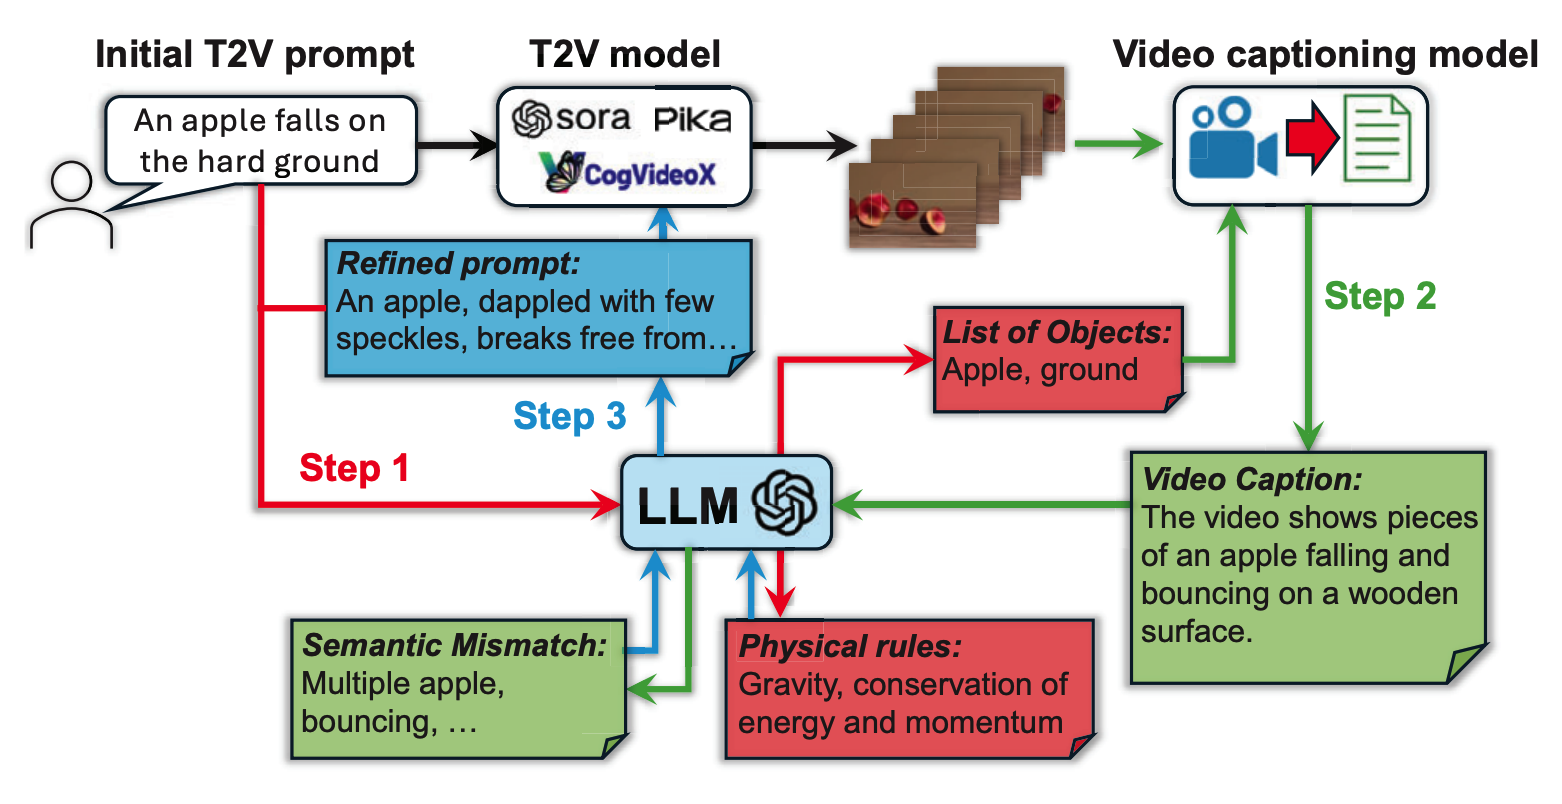 Initial T2V prompt
T2V model
Video captioning model
An apple falls on
the hard ground
sora
Pika
CogVideoX
Refined prompt:
An apple, dappled with few
speckles, breaks free from…
List of Objects:
Apple, ground
Step 2
Step 3
Step 1
LLM
Video Caption:
The video shows pieces
of an apple falling and
bouncing on a wooden
surface.
Semantic Mismatch:
Multiple apple,
bouncing, …
Physical rules:
Gravity, conservation of
energy and momentum